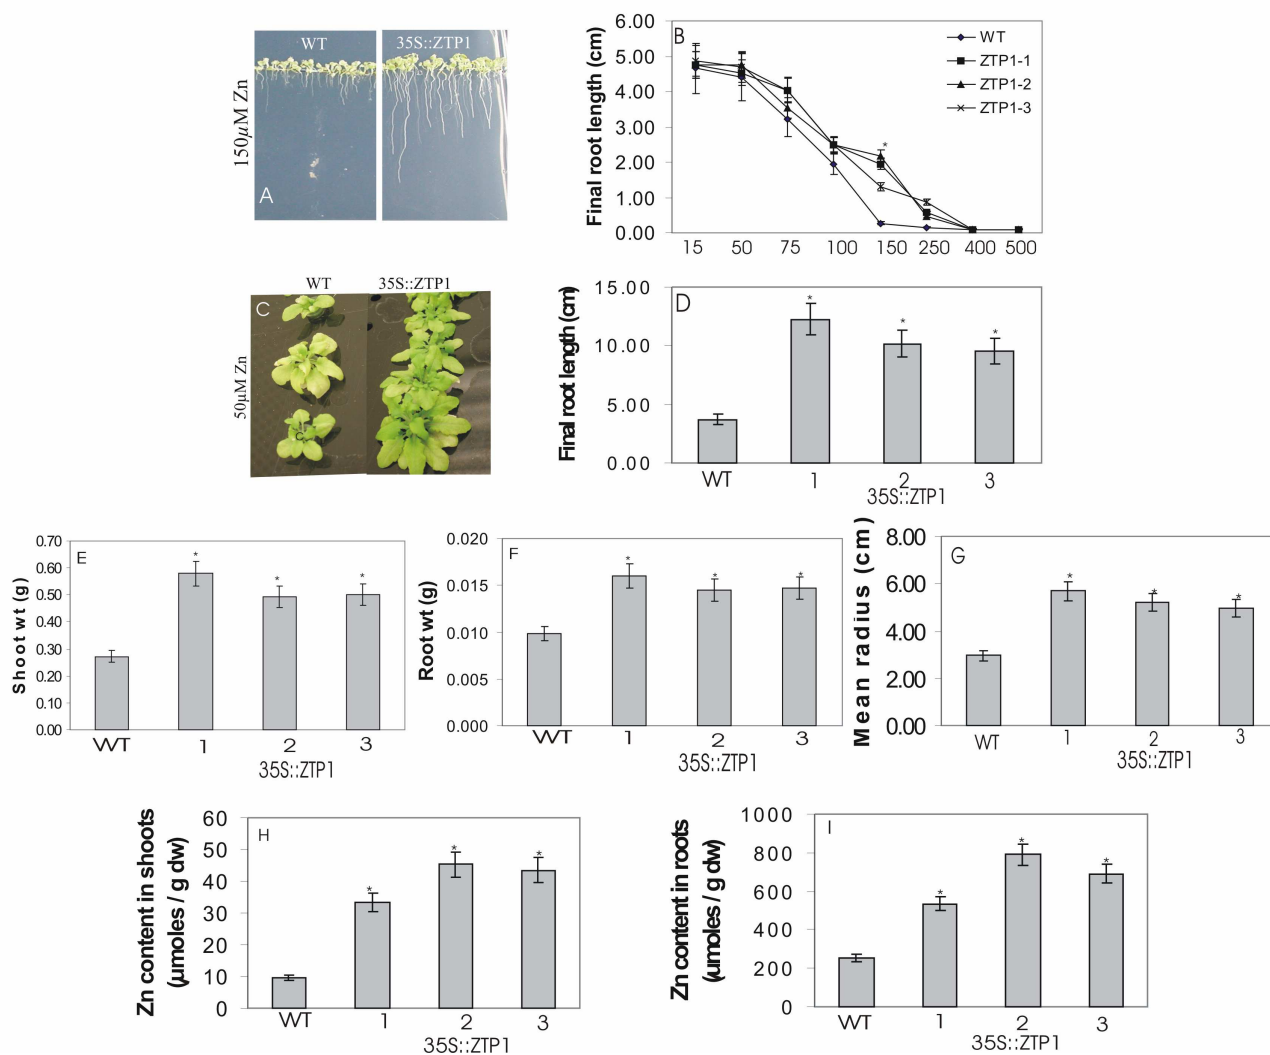 WT
35S::ZTP1
150µM Zn
A
B
Final root length (cm)
6.00
5.00
4.00
3.00
2.00
1.00
0.00
15 50 75 100 150 250 400 500
WT
ZTP1-1
ZTP1-2
ZTP1-3
*
WT
35S::ZTP1
C
50µM Zn
C
D
Final root length (cm)
15.00
10.00
5.00
0.00
* * *
WT 1 2 3
35S::ZTP1
E
Shoot wt (g)
0.70
0.60
0.50
0.40
0.30
0.20
0.10
0.00
* * *
WT 1 2 3
35S::ZTP1
F
Root wt (g)
0.020
0.015
0.010
0.005
0.000
* * *
WT 1 2 3
35S::ZTP1
G
Mean radius (cm)
8.00
6.00
4.00
2.00
0.00
* * *
WT 1 2 3
35S::ZTP1
H
Zn content in shoots
(µmoles / g dw)
60
50
40
30
20
10
0
* * *
WT 1 2 3
35S::ZTP1
I
Zn content in roots
(µmoles / g dw)
1000
800
600
400
200
0
* * *
WT 1 2 3
35S::ZTP1